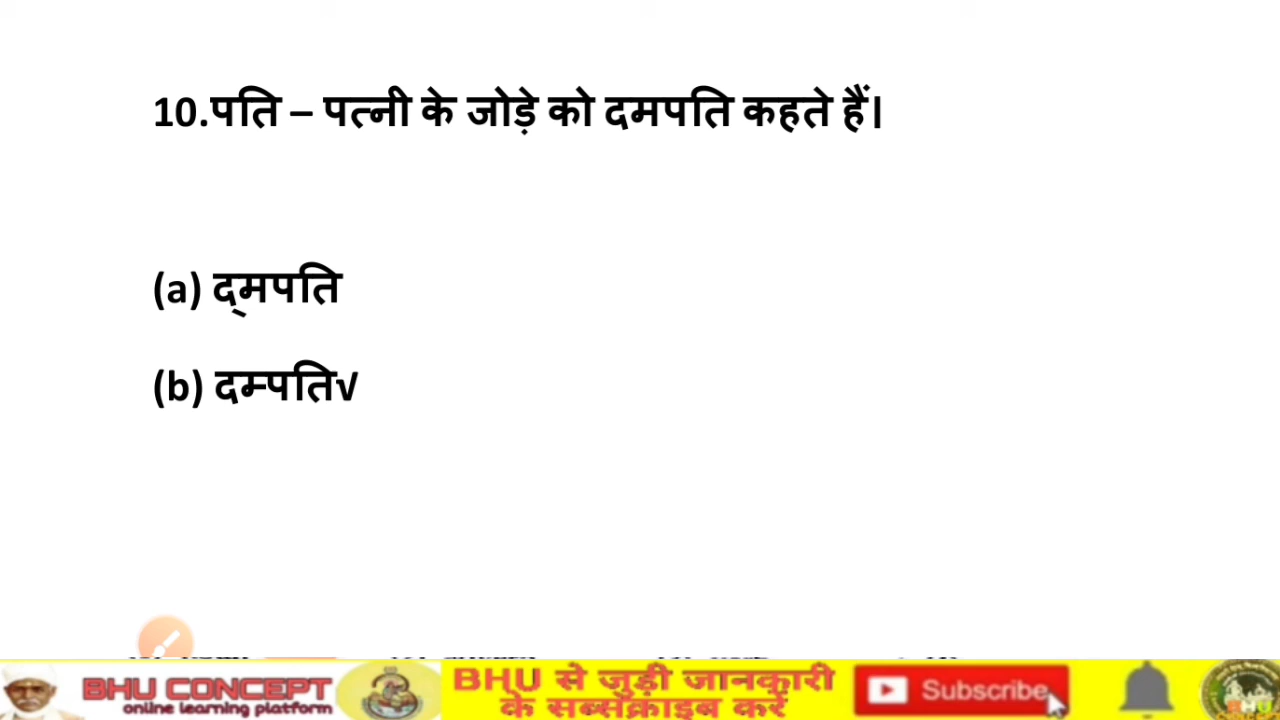 10.पति – पत्नी के जोड़े को दमपति कहते हैं।
(a) द्‌मपति
(b) दम्पति√
BHU CONCEPT
online learning platform
BHU से जुड़ी जानकारी
के सब्सक्राइब करें
Subscribe